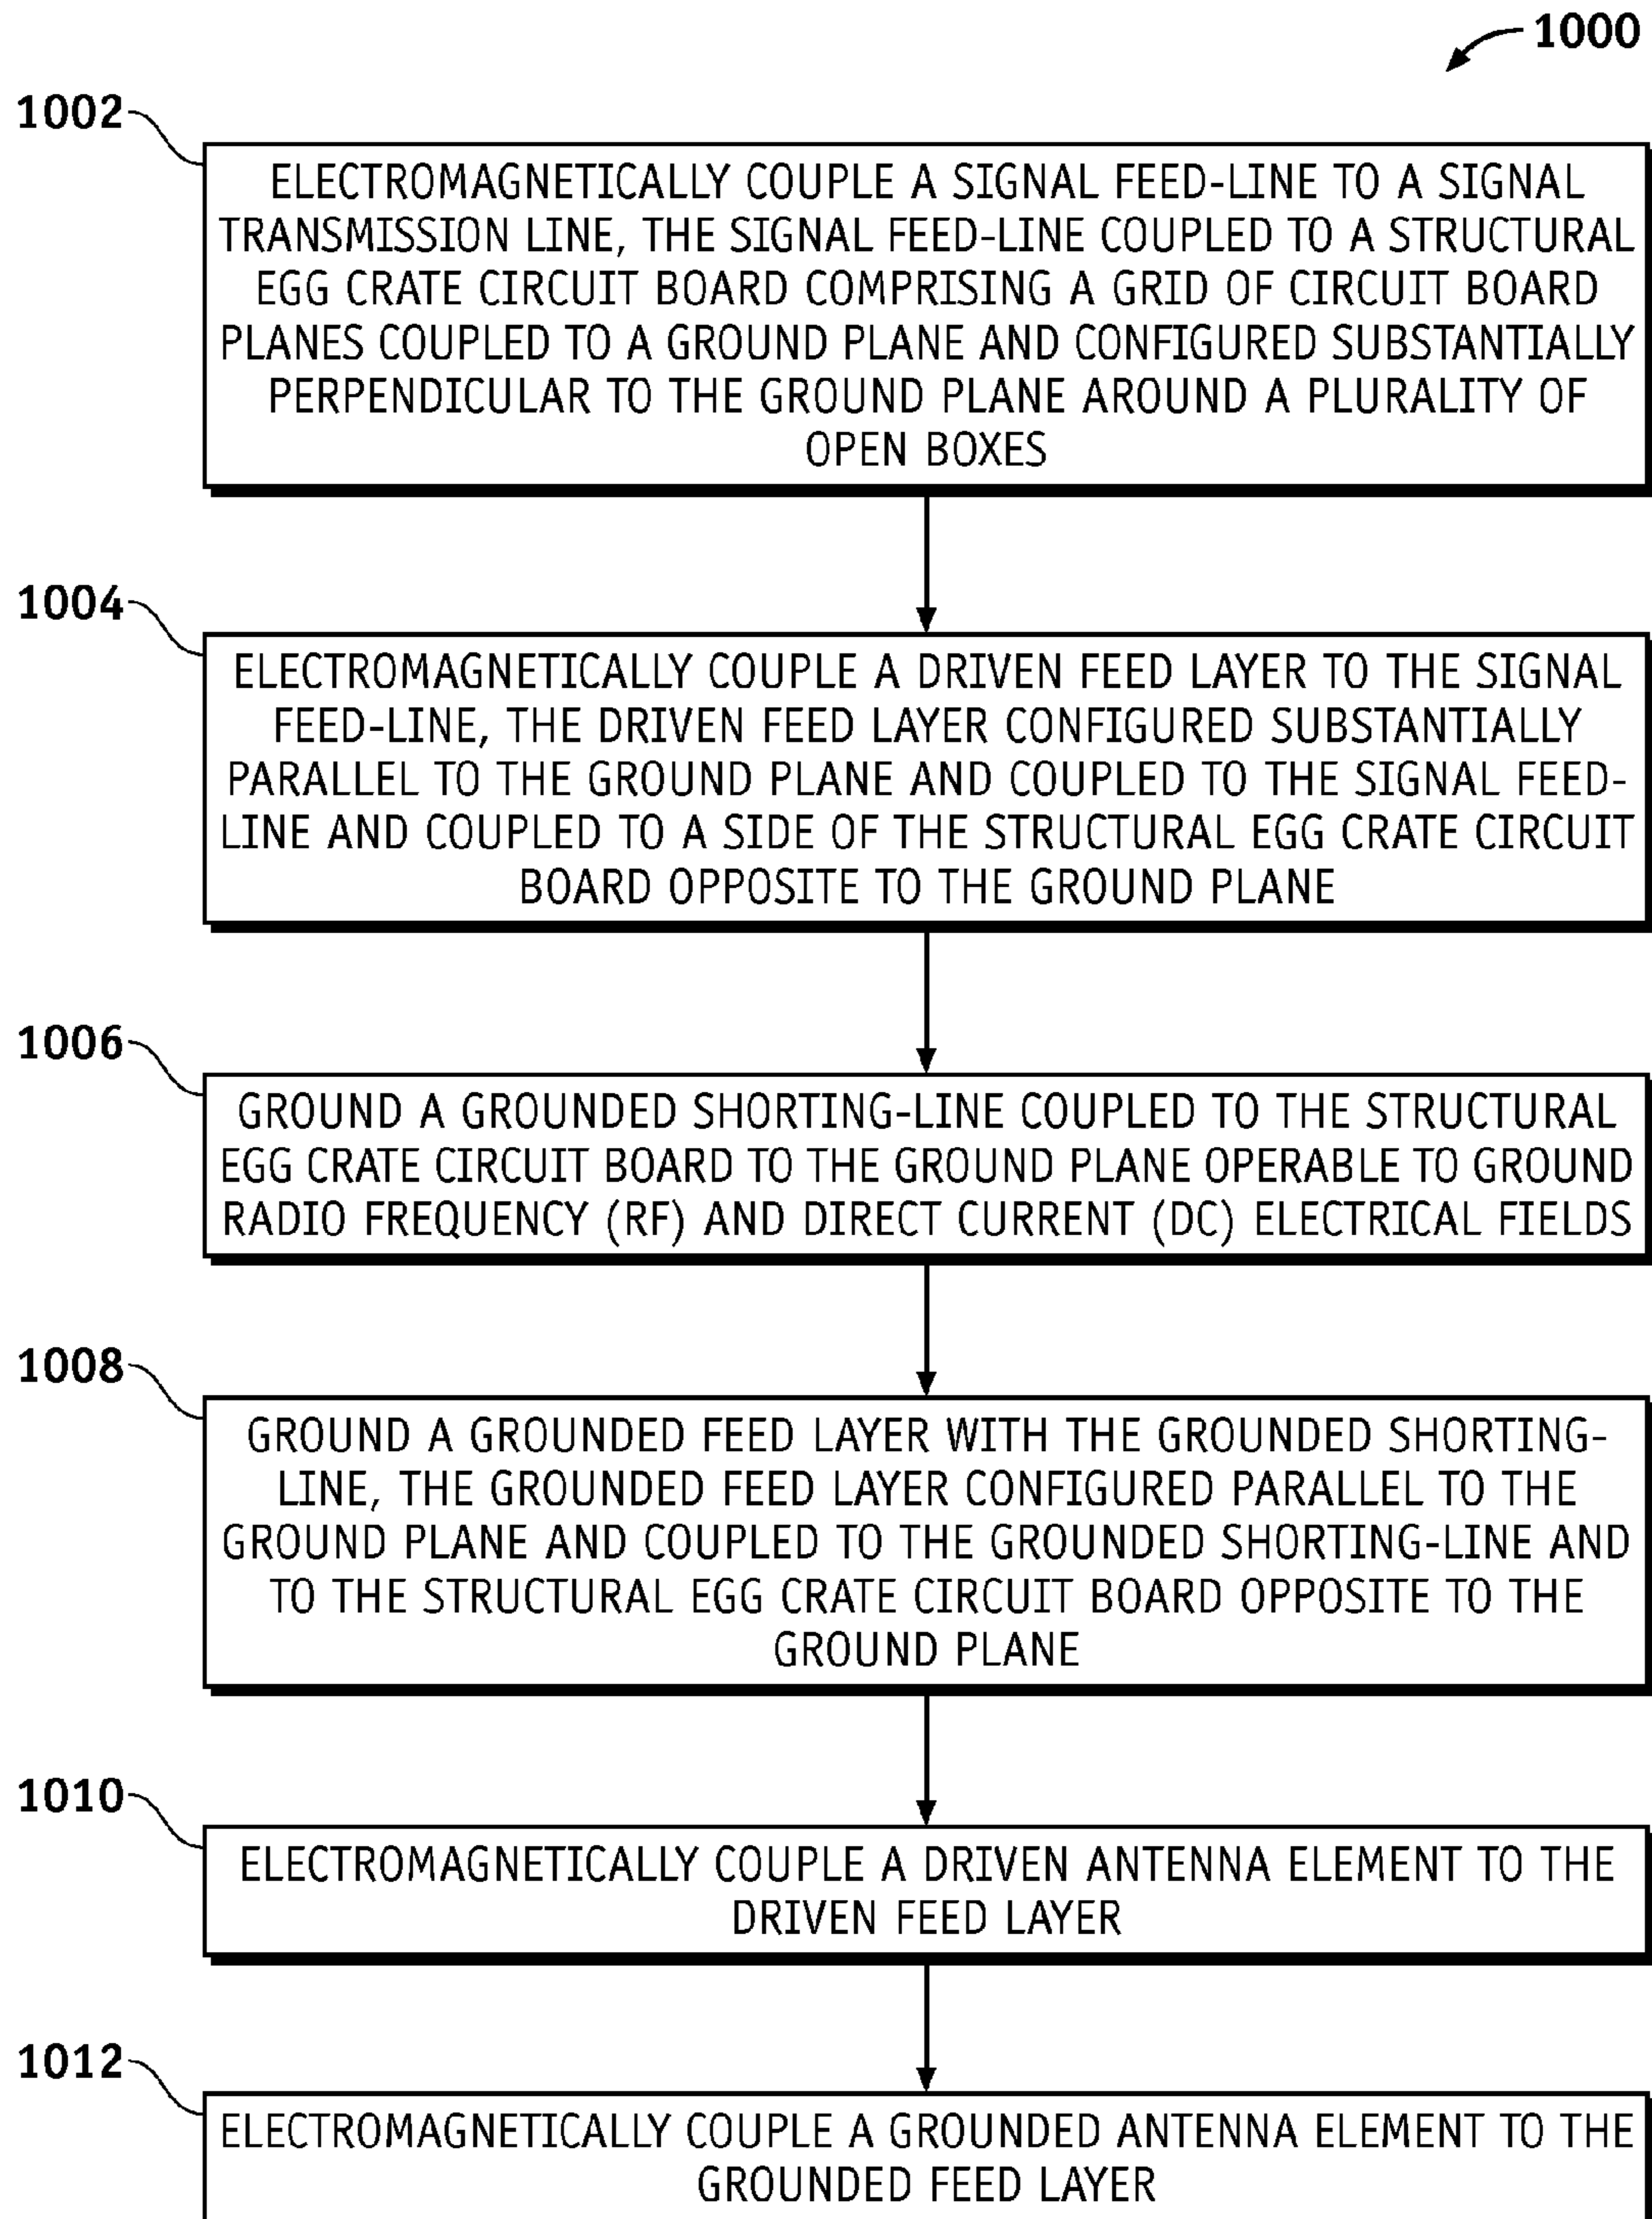 1000
1002
ELECTROMAGNETICALLY COUPLE A SIGNAL FEED-LINE TO A SIGNAL
TRANSMISSION LINE, THE SIGNAL FEED-LINE COUPLED TO A STRUCTURAL
EGG CRATE CIRCUIT BOARD COMPRISING A GRID OF CIRCUIT BOARD
PLANES COUPLED TO A GROUND PLANE AND CONFIGURED SUBSTANTIALLY
PERPENDICULAR TO THE GROUND PLANE AROUND A PLURALITY OF
OPEN BOXES
1004
ELECTROMAGNETICALLY COUPLE A DRIVEN FEED LAYER TO THE SIGNAL
FEED-LINE, THE DRIVEN FEED LAYER CONFIGURED SUBSTANTIALLY
PARALLEL TO THE GROUND PLANE AND COUPLED TO THE SIGNAL FEED-
LINE AND COUPLED TO A SIDE OF THE STRUCTURAL EGG CRATE CIRCUIT
BOARD OPPOSITE TO THE GROUND PLANE
1006
GROUND A GROUNDED SHORTING-LINE COUPLED TO THE STRUCTURAL
EGG CRATE CIRCUIT BOARD TO THE GROUND PLANE OPERABLE TO GROUND
RADIO FREQUENCY (RF) AND DIRECT CURRENT (DC) ELECTRICAL FIELDS
1008
GROUND A GROUNDED FEED LAYER WITH THE GROUNDED SHORTING-
LINE, THE GROUNDED FEED LAYER CONFIGURED PARALLEL TO THE
GROUND PLANE AND COUPLED TO THE GROUNDED SHORTING-LINE AND
TO THE STRUCTURAL EGG CRATE CIRCUIT BOARD OPPOSITE TO THE
GROUND PLANE
1010
ELECTROMAGNETICALLY COUPLE A DRIVEN ANTENNA ELEMENT TO THE
DRIVEN FEED LAYER
1012
ELECTROMAGNETICALLY COUPLE A GROUNDED ANTENNA ELEMENT TO THE
GROUNDED FEED LAYER